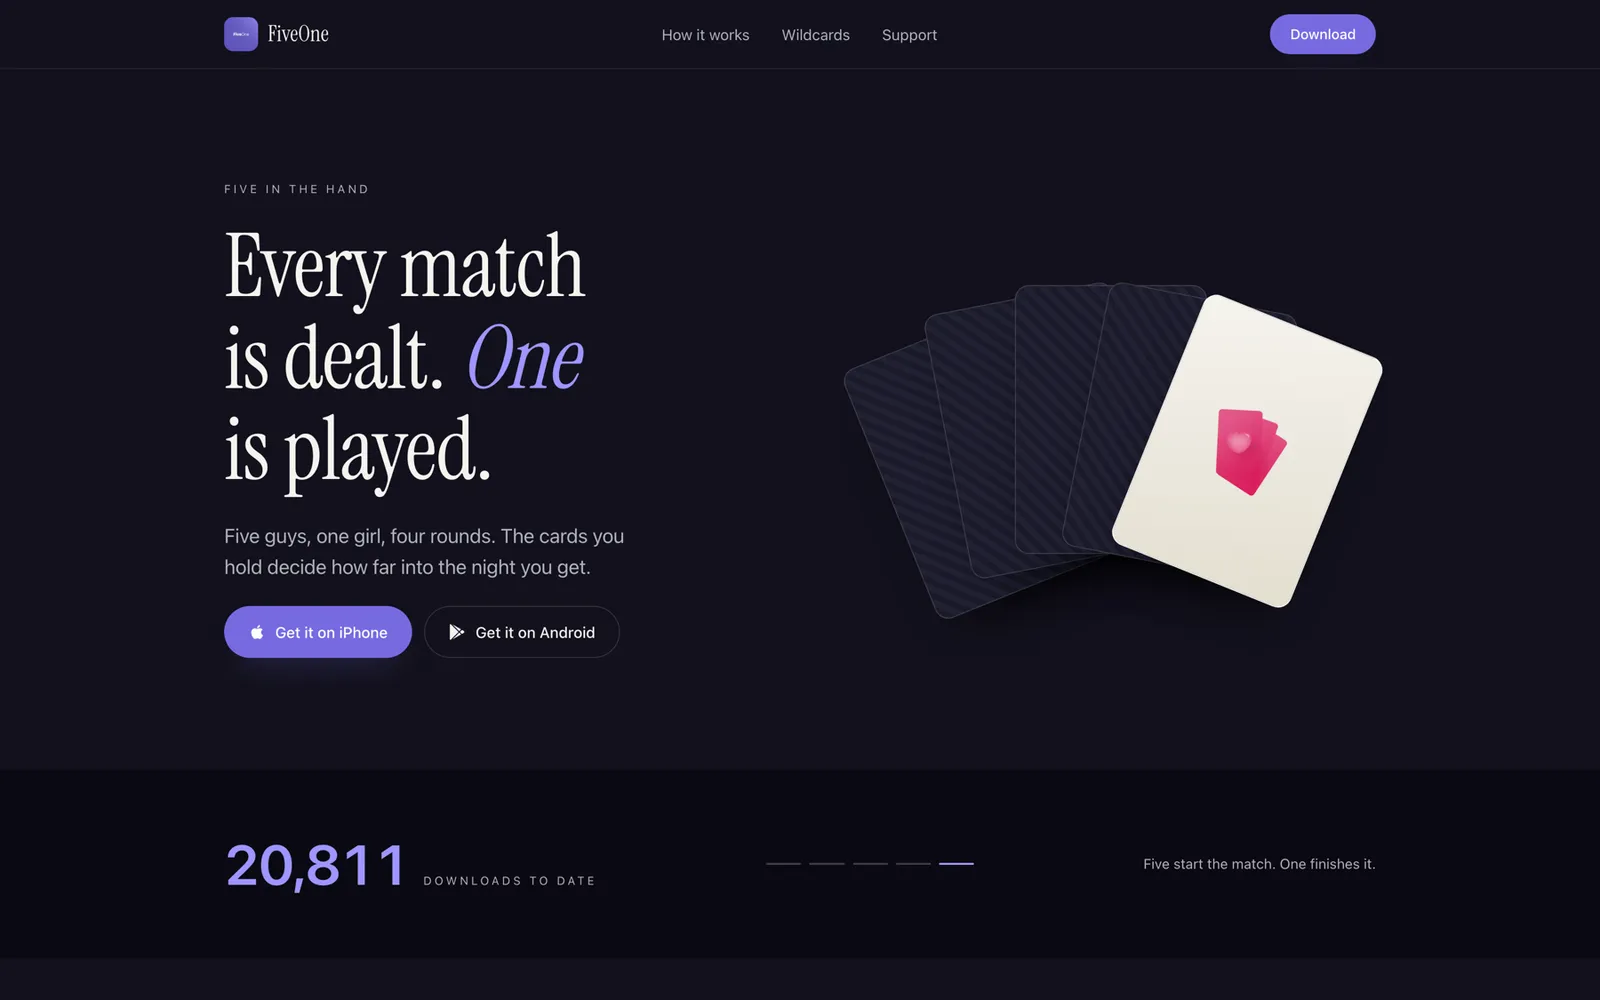 FiveOne
FiveOne
How it works
Wildcards
Support
Download
FIVE IN THE HAND
Every match
is dealt. One
is played.
Five guys, one girl, four rounds. The cards you
hold decide how far into the night you get.
Get it on iPhone
Get it on Android
20,811 DOWNLOADS TO DATE
Five start the match. One finishes it.